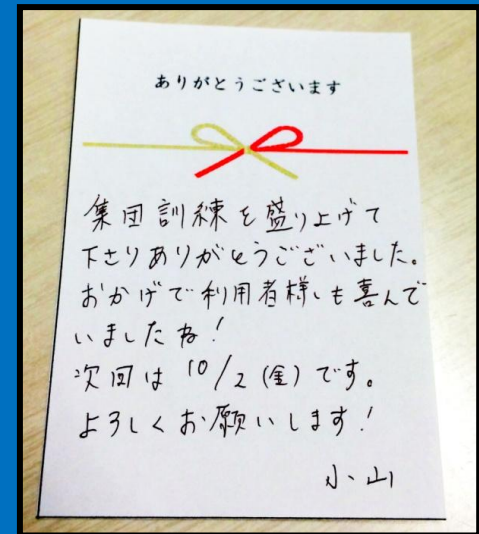 ありがとうございます
集団訓練を盛り上げて
下さりありがとうございました。
おかげで利用者様も喜んで
いましたね!
次回は 10/2 (金) です。
よろしくお願いします!
小山